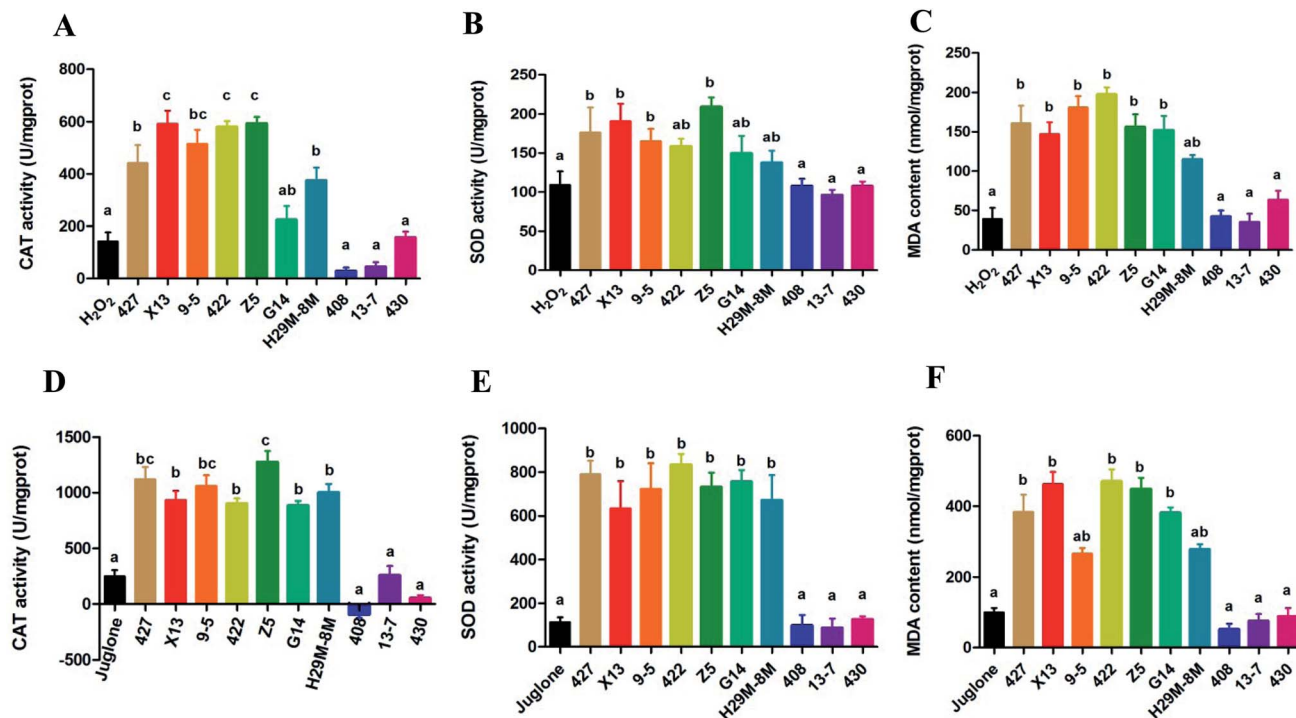 A
CAT activity (U/mgprot)
800
600
400
200
0
a
b
c
bc
c
c
ab
b
a
a
a
H₂O₂
427
X13
9-5
422
Z5
G14
H29M-8M
408
13-7
430
B
SOD activity (U/mgprot)
250
200
150
100
50
0
a
b
b
b
ab
b
ab
ab
a
a
a
H₂O₂
427
X13
9-5
422
Z5
G14
H29M-8M
408
13-7
430
C
MDA content (nmol/mgprot)
250
200
150
100
50
0
a
b
b
b
b
b
b
ab
a
a
a
H₂O₂
427
X13
9-5
422
Z5
G14
H29M-8M
408
13-7
430
D
CAT activity (U/mgprot)
1500
1000
500
0
-500
a
bc
b
bc
b
c
b
b
a
a
a
Juglone
427
X13
9-5
422
Z5
G14
H29M-8M
408
13-7
430
E
SOD activity (U/mgprot)
1000
800
600
400
200
0
a
b
b
b
b
b
b
b
a
a
a
Juglone
427
X13
9-5
422
Z5
G14
H29M-8M
408
13-7
430
F
MDA content (nmol/mgprot)
600
400
200
0
a
b
b
ab
b
b
b
ab
a
a
a
Juglone
427
X13
9-5
422
Z5
G14
H29M-8M
408
13-7
430